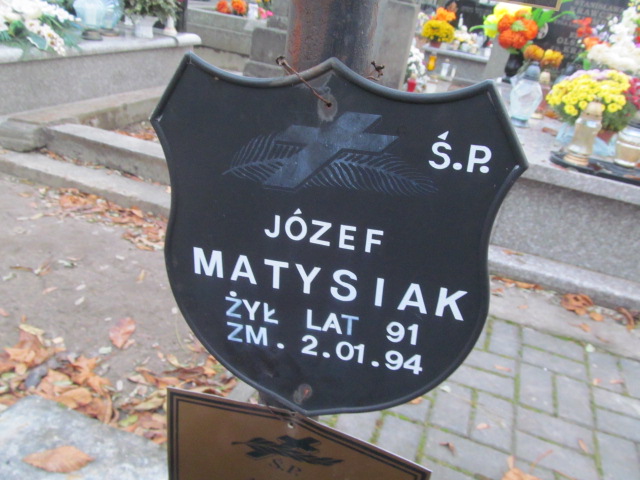 Ś.P.
JÓZEF
MATYSIAK
ŻYŁ LAT 91
ZM. 2.01.94
Ś.P.